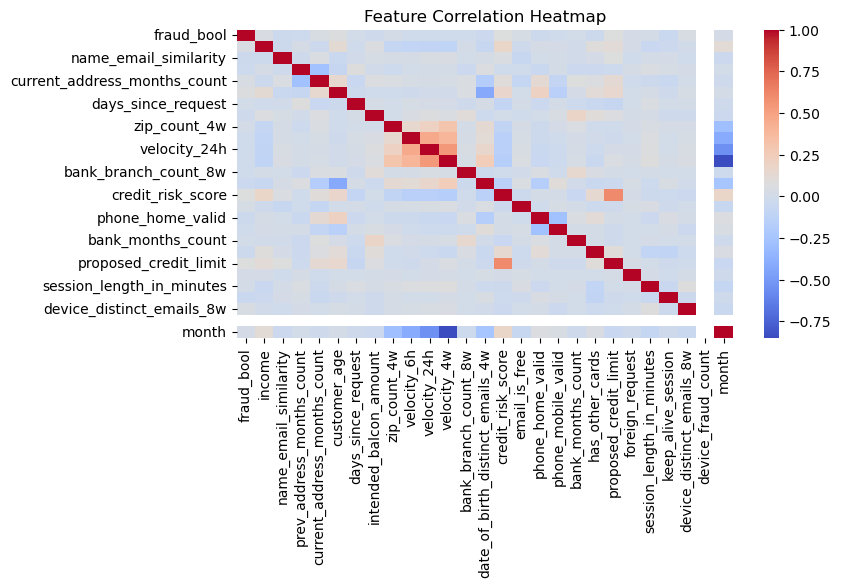 Feature Correlation Heatmap
fraud_bool
name_email_similarity
current_address_months_count
days_since_request
zip_count_4w
velocity_24h
bank_branch_count_8w
credit_risk_score
phone_home_valid
bank_months_count
proposed_credit_limit
session_length_in_minutes
device_distinct_emails_8w
month
fraud_bool
income
name_email_similarity
prev_address_months_count
current_address_months_count
customer_age
days_since_request
intended_balcon_amount
zip_count_4w
velocity_6h
velocity_24h
velocity_4w
bank_branch_count_8w
date_of_birth_distinct_emails_4w
credit_risk_score
email_is_free
phone_home_valid
phone_mobile_valid
bank_months_count
has_other_cards
proposed_credit_limit
foreign_request
session_length_in_minutes
keep_alive_session
device_distinct_emails_8w
device_fraud_count
month
1.00
0.75
0.50
0.25
0.00
−0.25
−0.50
−0.75